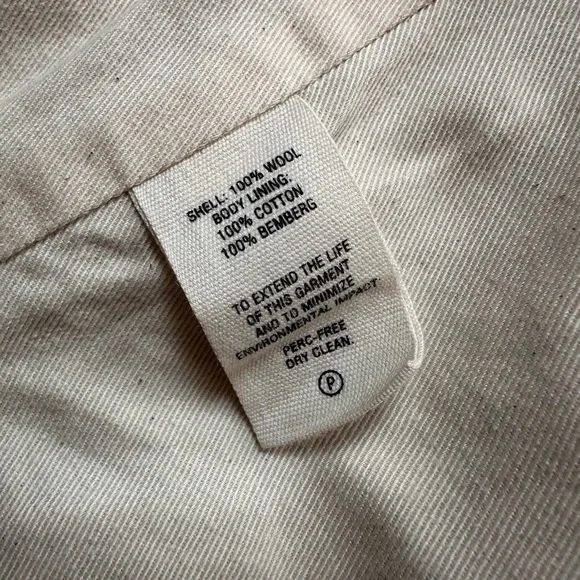 SHELL: 100% WOOL
BODY LINING:
100% COTTON
100% BEMBERG
TO EXTEND THE LIFE
OF THIS GARMENT
AND TO MINIMIZE
ENVIRONMENTAL IMPACT
PERC-FREE
DRY CLEAN.
P